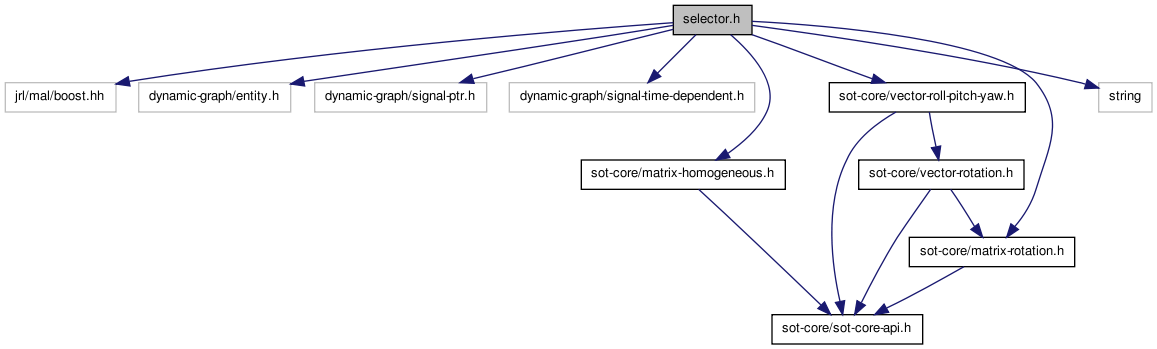 selector.h
jrl/mal/boost.hh
dynamic-graph/entity.h
dynamic-graph/signal-ptr.h
dynamic-graph/signal-time-dependent.h
sot-core/vector-roll-pitch-yaw.h
string
sot-core/matrix-homogeneous.h
sot-core/vector-rotation.h
sot-core/matrix-rotation.h
sot-core/sot-core-api.h